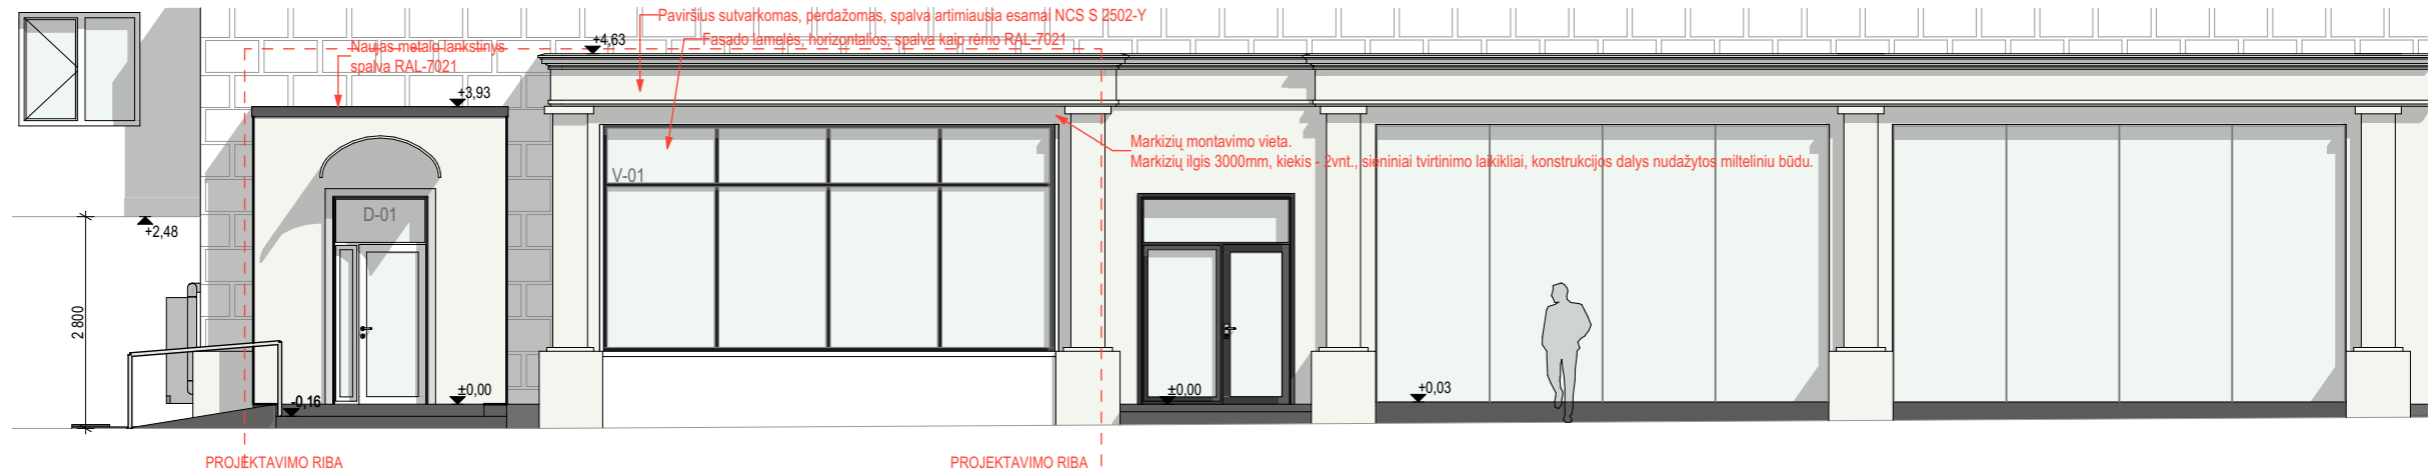 Paviršius sutvarkomas, perdažomas, spalva artimiausia esamai NCS S 2502-Y
Fasado lamelės, horizontalios, spalva kaip rėmo RAL-7021
+4,63
Naujas metalo lankstinys
spalva RAL-7021
+3,93
Markizių montavimo vieta.
Markizių ilgis 3000mm, kiekis - 2vnt., sieniniai tvirtinimo laikikliai, konstrukcijos dalys nudažytos milteliniu būdu.
V-01
D-01
+2,48
2 800
±0,00
-0,16
±0,00
+0,03
PROJEKTAVIMO RIBA
PROJEKTAVIMO RIBA